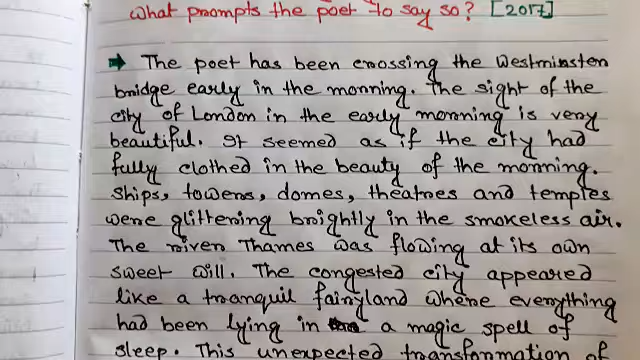 what prompts the poet to say so? [2017]
The poet has been crossing the Westminster
bridge early in the morning. The sight of the
city of London in the early morning is very
beautiful. It seemed as if the city had
fully clothed in the beauty of the morning.
Ships, towers, domes, theatres and temples
were glittering brightly in the smokeless air.
The river Thames was flowing at its own
sweet will. The congested city appeared
like a tranquil fairyland where everything
had been lying in a magic spell of
sleep. This unexpected transformation of